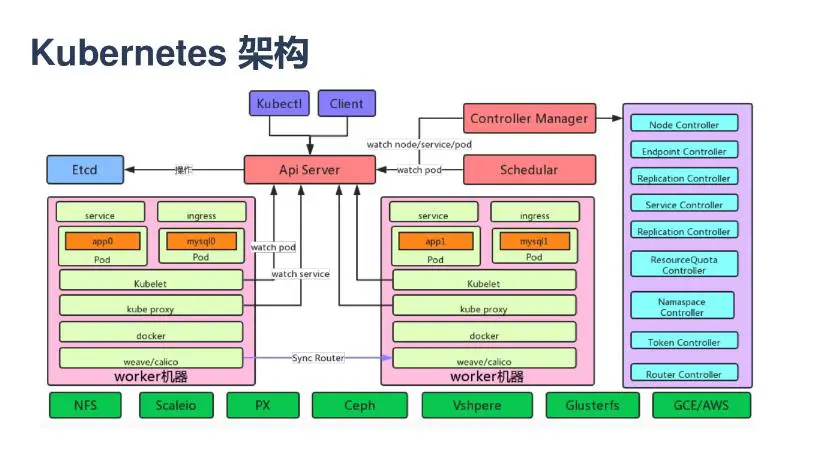 Kubernetes 架构
Kubectl
Client
Controller Manager
watch node/service/pod
Etcd
操作
Api Server
watch pod
Schedular
Node Controller
Endpoint Controller
Replication Controller
Service Controller
Replication Controller
ResourceQuota
Controller
Namaspace
Controller
Token Controller
Router Controller
service
ingress
app0
mysql0
Pod
Pod
Kubelet
kube proxy
docker
weave/calico
worker机器
watch pod
watch service
Sync Router
service
ingress
app1
mysql1
Pod
Pod
Kubelet
kube proxy
docker
weave/calico
worker机器
NFS
Scaleio
PX
Ceph
Vshpere
Glusterfs
GCE/AWS